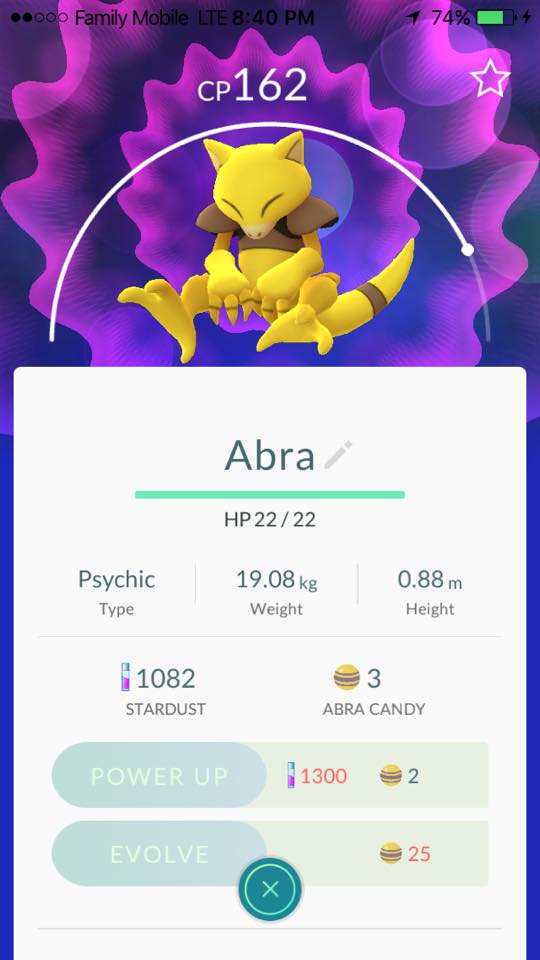 Family Mobile LTE 8:40 PM 74%
CP162
Abra
HP 22 / 22
Psychic 19.08 kg 0.88 m
Type Weight Height
1082 3
STARDUST ABRA CANDY
POWER UP 1300 2
EVOLVE 25